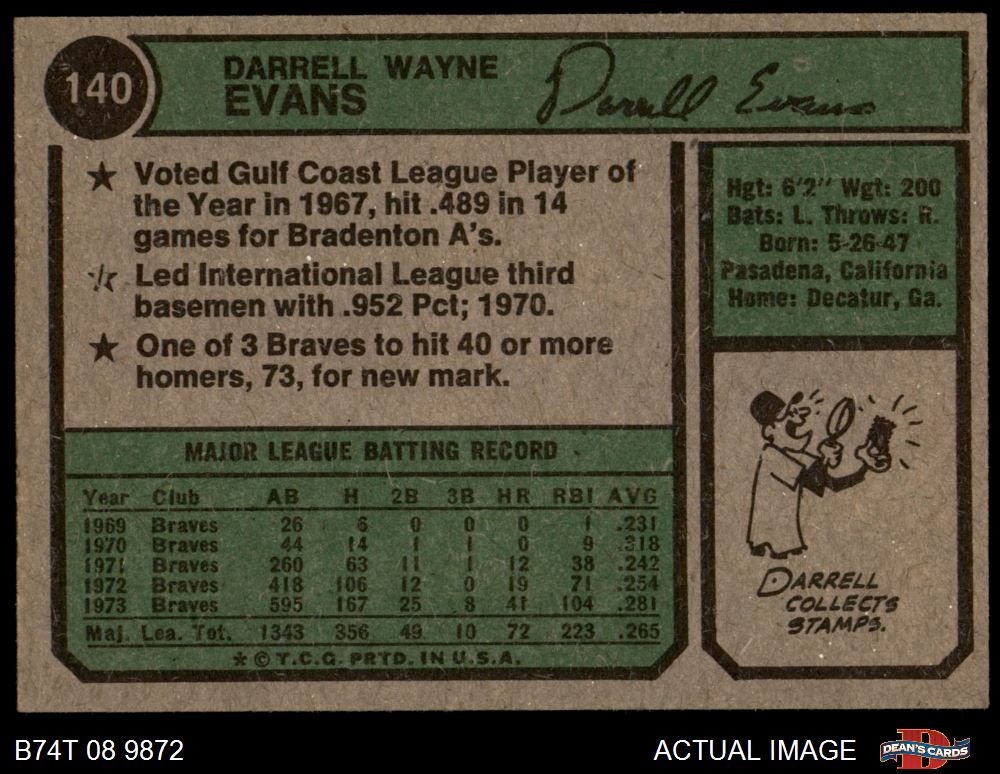 140
DARRELL WAYNE
EVANS
Darrell Evans
★ Voted Gulf Coast League Player of
the Year in 1967, hit .489 in 14
games for Bradenton A's.
★ Led International League third
basemen with .952 Pct; 1970.
★ One of 3 Braves to hit 40 or more
homers, 73, for new mark.
Hgt: 6'2" Wgt: 200
Bats: L. Throws: R.
Born: 5-26-47
Pasadena, California
Home: Decatur, Ga.
MAJOR LEAGUE BATTING RECORD
Year Club AB H 2B 3B HR RBI AVG
1969 Braves 26 6 0 0 0 1 .231
1970 Braves 44 14 1 1 0 9 .318
1971 Braves 260 63 11 1 12 38 .242
1972 Braves 418 106 12 0 19 71 .254
1973 Braves 595 167 25 8 41 104 .281
Maj. Lea. Tot. 1343 356 49 10 72 223 .265
★ © T.C.G. PRTD. IN U.S.A.
DARRELL
COLLECTS
STAMPS.
B74T 08 9872
ACTUAL IMAGE
DEAN'S CARDS